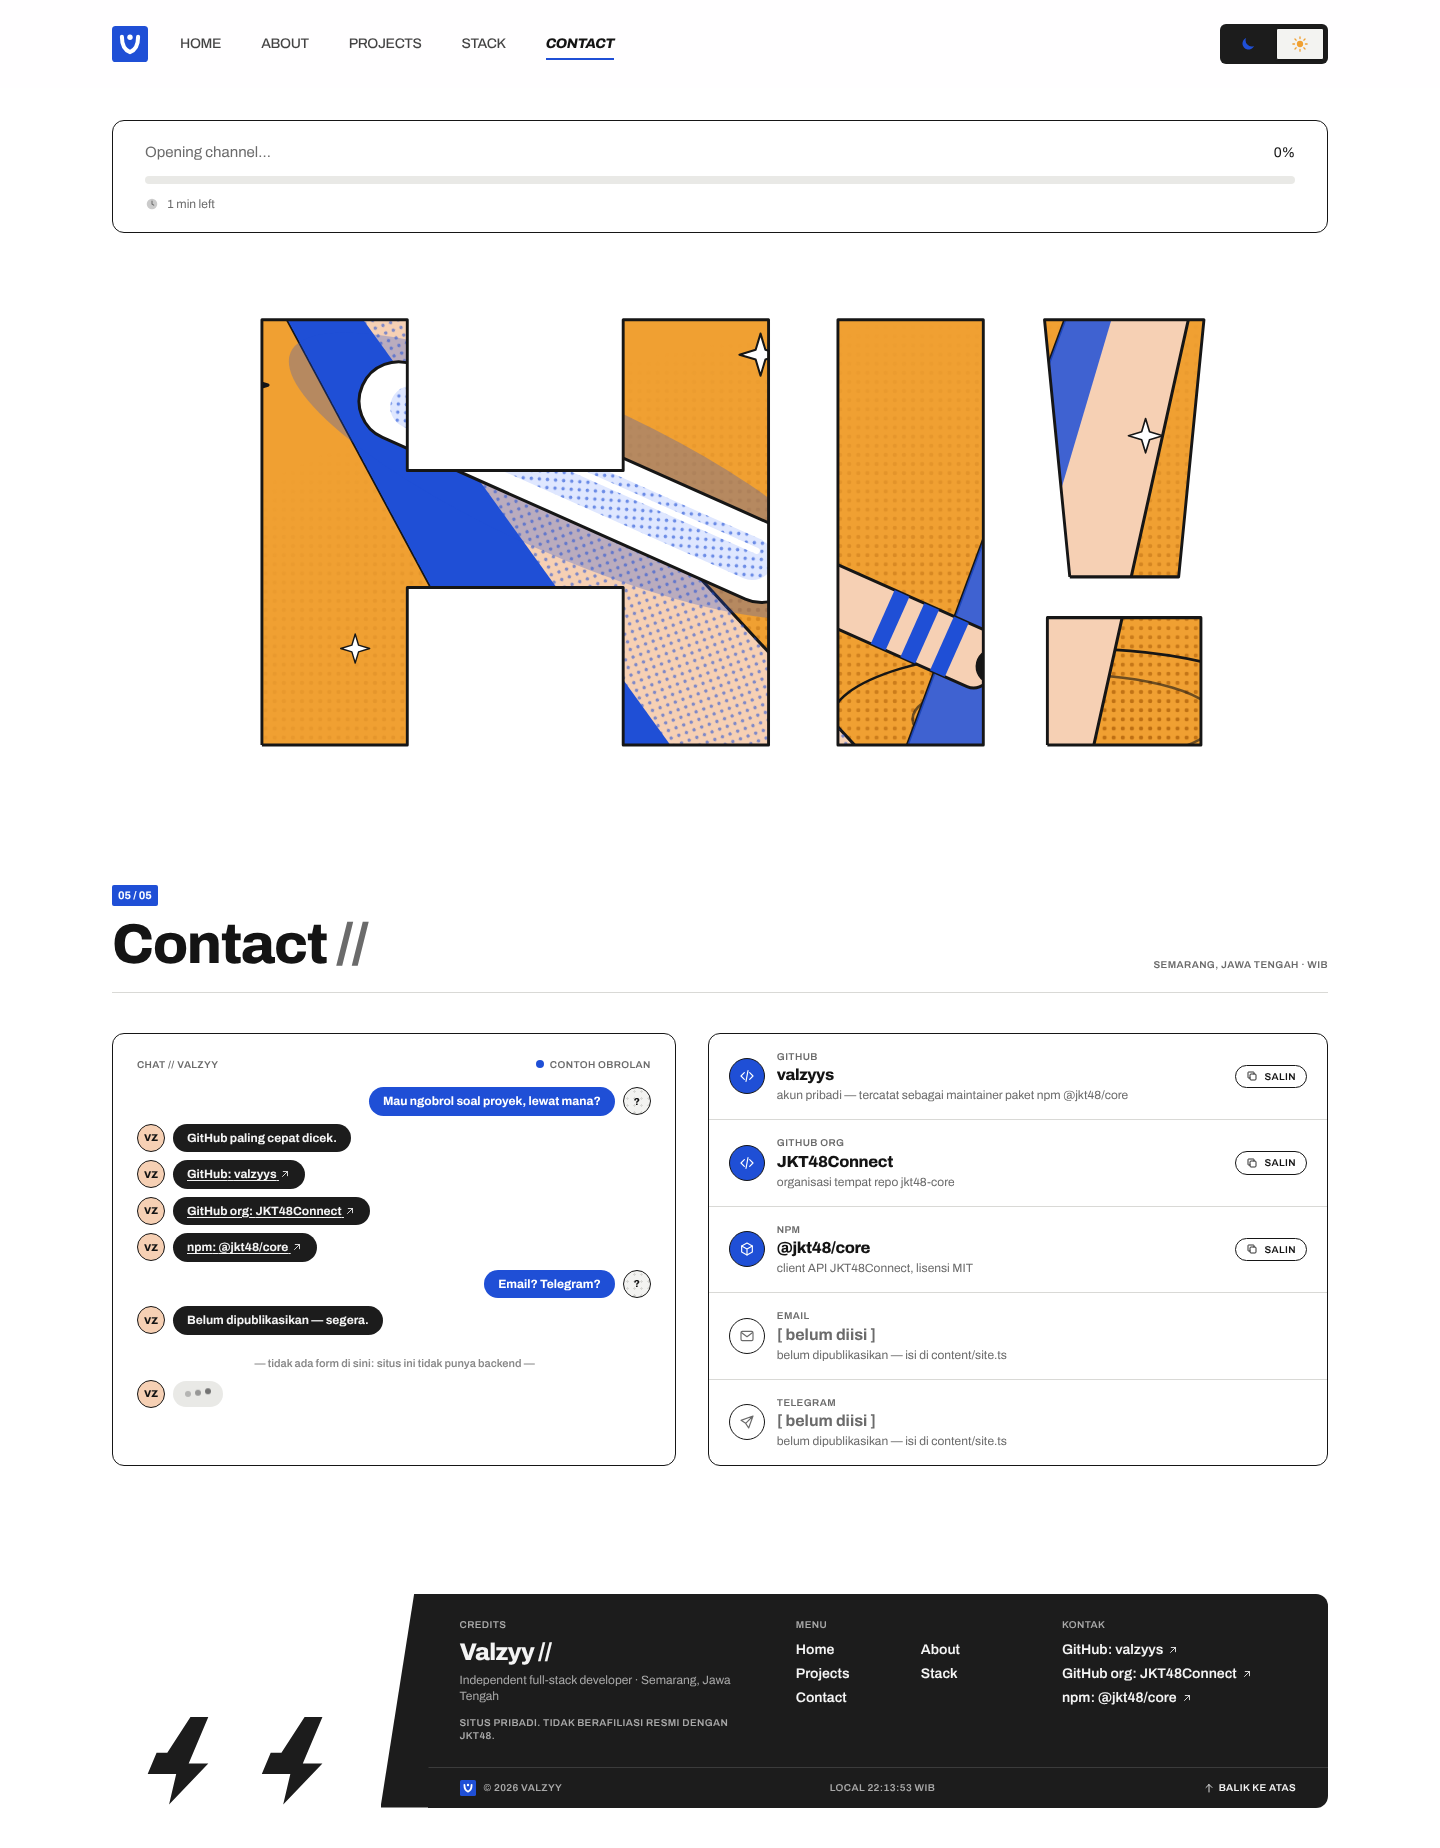 HOME ABOUT PROJECTS STACK CONTACT
Opening channel... 0%
1 min left
HI!
05 / 05
Contact //
SEMARANG, JAWA TENGAH · WIB
CHAT // VALZYY CONTOH OBROLAN
Mau ngobrol soal proyek, lewat mana? ?
VZ GitHub paling cepat dicek.
VZ GitHub: valzyys ↗
VZ GitHub org: JKT48Connect ↗
VZ npm: @jkt48/core ↗
Email? Telegram? ?
VZ Belum dipublikasikan — segera.
— tidak ada form di sini: situs ini tidak punya backend —
VZ
GITHUB
valzyys
akun pribadi — tercatat sebagai maintainer paket npm @jkt48/core
SALIN
GITHUB ORG
JKT48Connect
organisasi tempat repo jkt48-core
SALIN
NPM
@jkt48/core
client API JKT48Connect, lisensi MIT
SALIN
EMAIL
[ belum diisi ]
belum dipublikasikan — isi di content/site.ts
TELEGRAM
[ belum diisi ]
belum dipublikasikan — isi di content/site.ts
CREDITS
Valzyy //
Independent full-stack developer · Semarang, Jawa
Tengah
SITUS PRIBADI. TIDAK BERAFILIASI RESMI DENGAN
JKT48.
MENU
Home About
Projects Stack
Contact
KONTAK
GitHub: valzyys ↗
GitHub org: JKT48Connect ↗
npm: @jkt48/core ↗
© 2026 VALZYY LOCAL 22:13:53 WIB ↑ BALIK KE ATAS